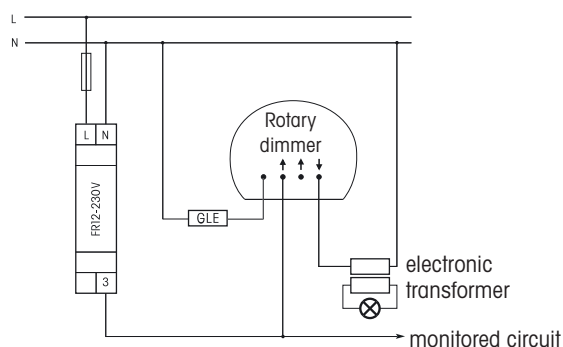 L
N
Rotary
dimmer
L N
FR12-230V
GLE
3
electronic
transformer
monitored circuit